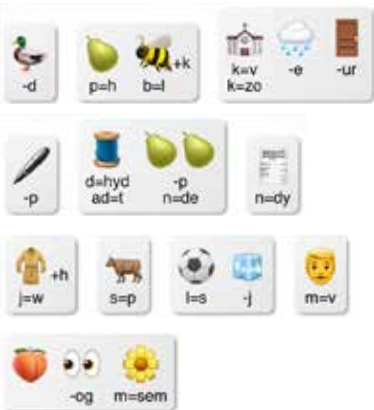 -d p=h b=l +k k=v -e -ur
k=zo
-p d=hyd -p n=dy
ad=t n=de
+h
j=w s=p l=s -j m=v
-og m=sem